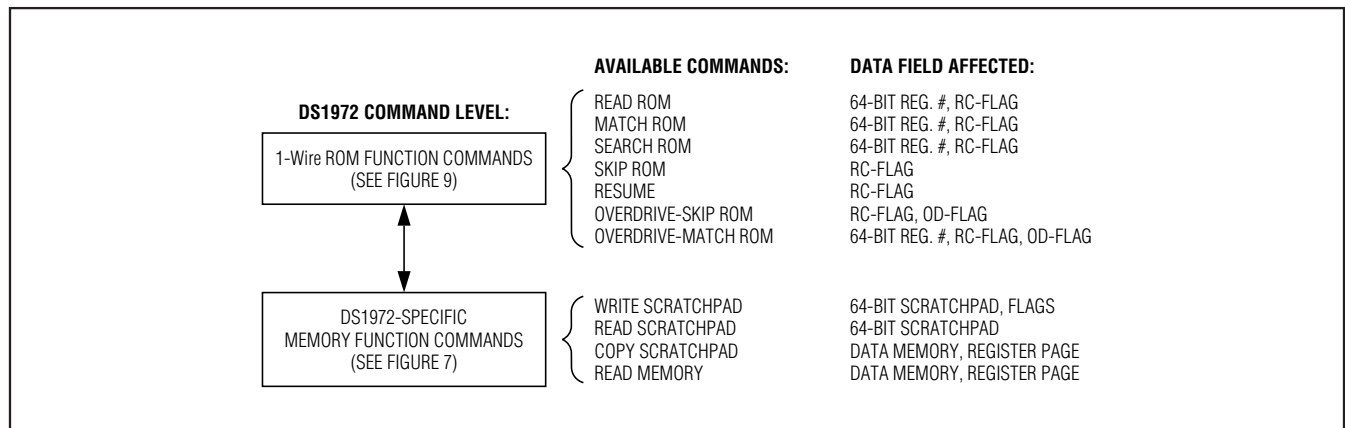 AVAILABLE COMMANDS: DATA FIELD AFFECTED:
DS1972 COMMAND LEVEL:
1-Wire ROM FUNCTION COMMANDS
(SEE FIGURE 9)
READ ROM 64-BIT REG. #, RC-FLAG
MATCH ROM 64-BIT REG. #, RC-FLAG
SEARCH ROM 64-BIT REG. #, RC-FLAG
SKIP ROM RC-FLAG
RESUME RC-FLAG
OVERDRIVE-SKIP ROM RC-FLAG, OD-FLAG
OVERDRIVE-MATCH ROM 64-BIT REG. #, RC-FLAG, OD-FLAG
DS1972-SPECIFIC
MEMORY FUNCTION COMMANDS
(SEE FIGURE 7)
WRITE SCRATCHPAD 64-BIT SCRATCHPAD, FLAGS
READ SCRATCHPAD 64-BIT SCRATCHPAD
COPY SCRATCHPAD DATA MEMORY, REGISTER PAGE
READ MEMORY DATA MEMORY, REGISTER PAGE